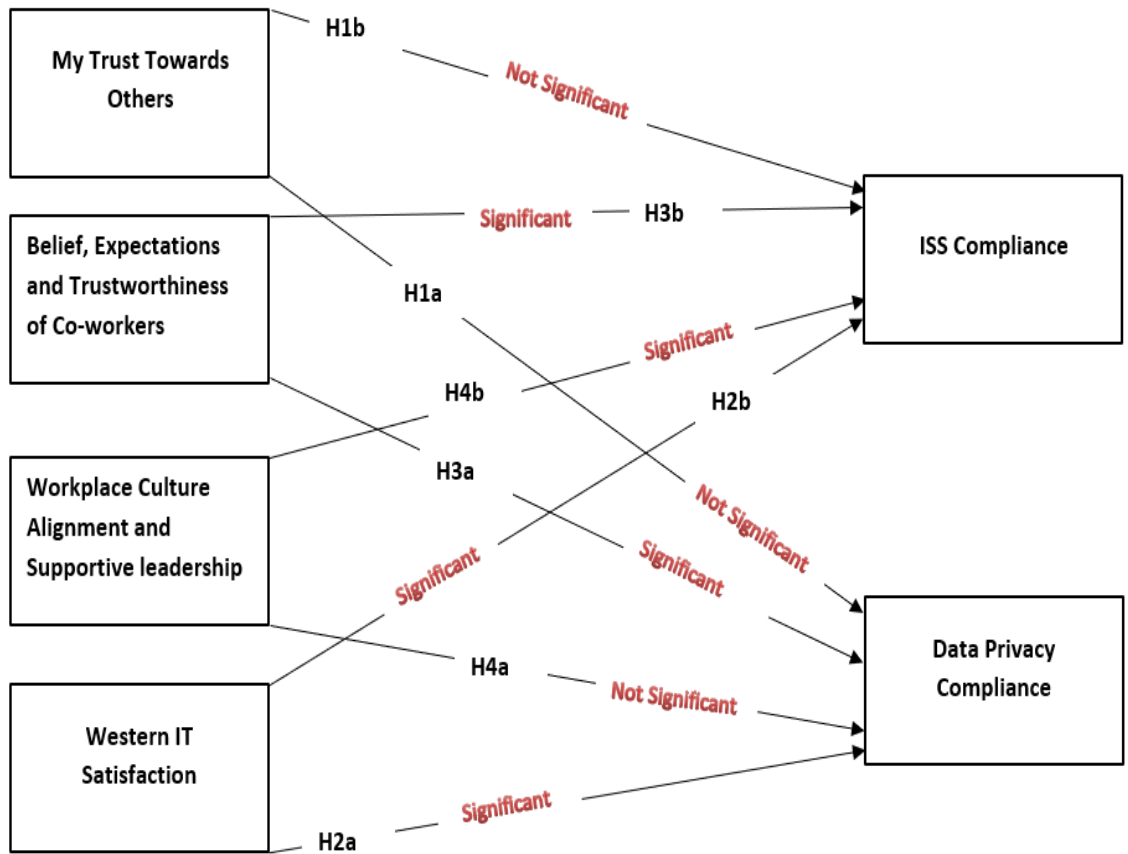 H1b
My Trust Towards
Others
Not Significant
Significant
H3b
Belief, Expectations
and Trustworthiness
of Co-workers
ISS Compliance
H1a
Significant
H4b
H2b
H3a
Workplace Culture
Alignment and
Supportive leadership
Not Significant
Significant
Significant
Data Privacy
Compliance
H4a
Not Significant
Western IT
Satisfaction
Significant
H2a